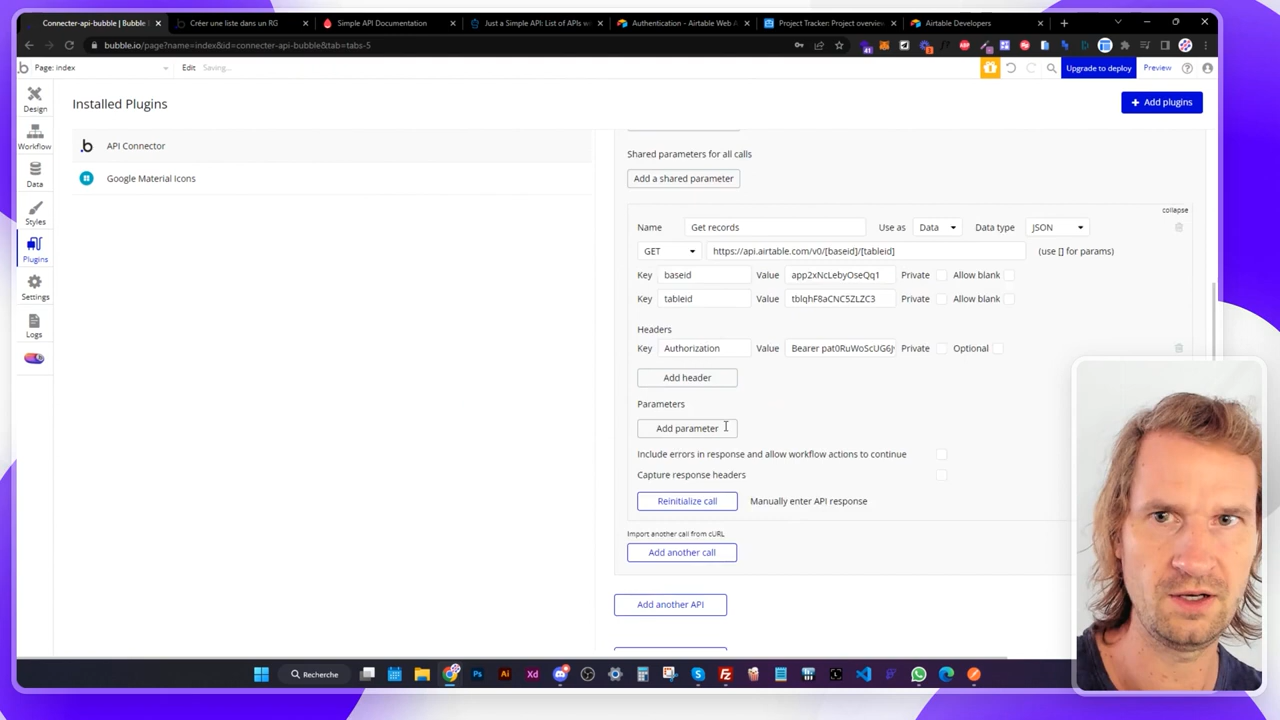 Connecter-api-bubble | Bubble
Créer une liste dans un RG
Simple API Documentation
Just a Simple API: List of APIs w
Authentication - Airtable Web A
Project Tracker: Project overview
Airtable Developers
bubble.io/page?name=index&id=connecter-api-bubble&tab=tabs-5
Page: index
Edit
Saving...
Upgrade to deploy
Preview
Design
Workflow
Data
Styles
Plugins
Settings
Logs
Installed Plugins
Add plugins
API Connector
Google Material Icons
Shared parameters for all calls
Add a shared parameter
collapse
Name Get records Use as Data Data type JSON
GET https://api.airtable.com/v0/[baseid]/[tableid] (use [] for params)
Key baseid Value app2xNcLebyOseQq1 Private Allow blank
Key tableid Value tblqhF8aCNC5ZLZC3 Private Allow blank
Headers
Key Authorization Value Bearer pat0RuWoScUG6J Private Optional
Add header
Parameters
Add parameter
Include errors in response and allow workflow actions to continue
Capture response headers
Reinitialize call Manually enter API response
Import another call from cURL
Add another call
Add another API
Recherche